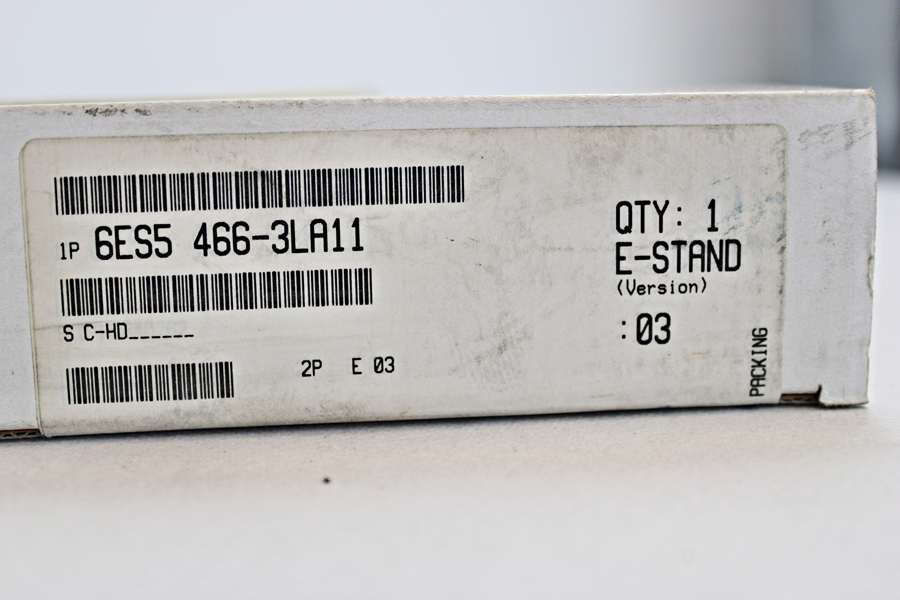 1P 6ES5 466-3LA11
S C-HD______
2P E 03
QTY: 1
E-STAND
(Version)
:03
PACKING